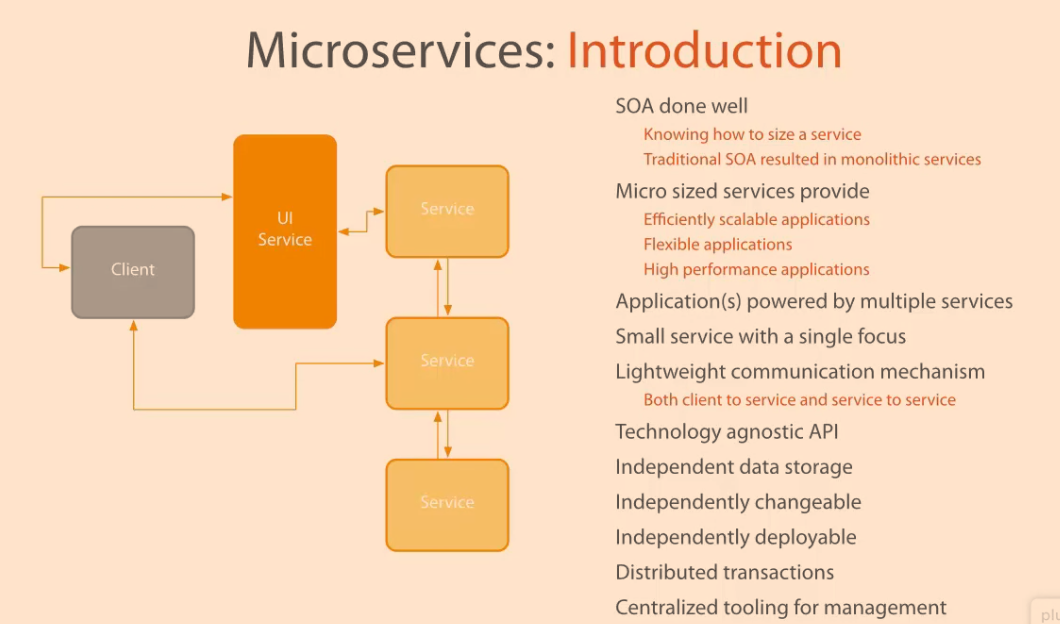 Microservices: Introduction
UI
Service
Client
Service
Service
Service
SOA done well
Knowing how to size a service
Traditional SOA resulted in monolithic services
Micro sized services provide
Efficiently scalable applications
Flexible applications
High performance applications
Application(s) powered by multiple services
Small service with a single focus
Lightweight communication mechanism
Both client to service and service to service
Technology agnostic API
Independent data storage
Independently changeable
Independently deployable
Distributed transactions
Centralized tooling for management